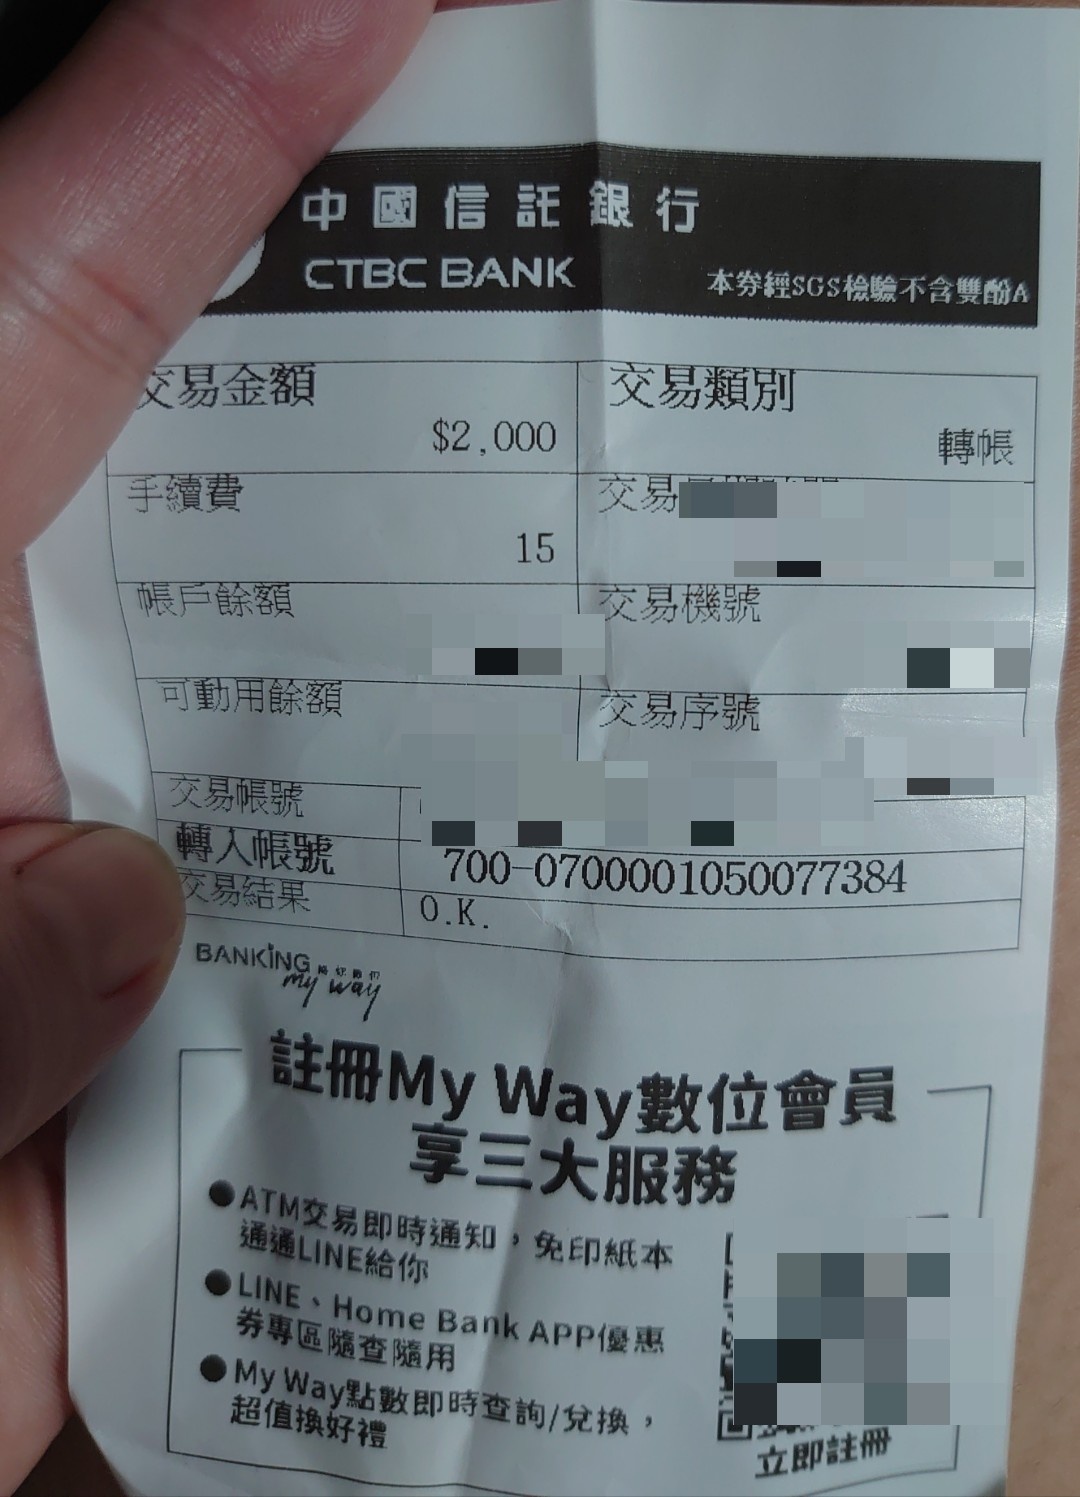 中國信託銀行
CTBC BANK
本券經SGS檢驗不含雙酚A
交易金額
$2,000
交易類別
轉帳
手續費
15
交易
帳戶餘額
交易機號
可動用餘額
交易序號
交易帳號
轉入帳號
700-0700001050077384
交易結果
O.K.
BANKING
my way
註冊My Way數位會員
享三大服務
●ATM交易即時通知，免印紙本
通通LINE給你
●LINE、Home Bank APP優惠
券專區隨查隨用
●My Way點數即時查詢/兌換，
超值換好禮
立即註冊